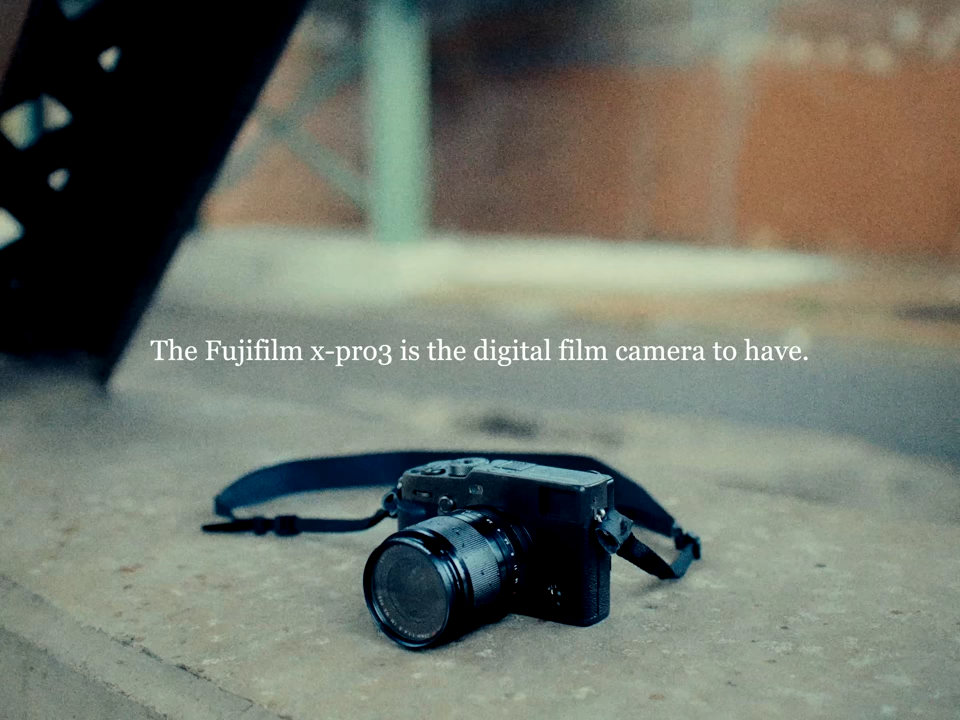 The Fujifilm x-pro3 is the digital film camera to have.